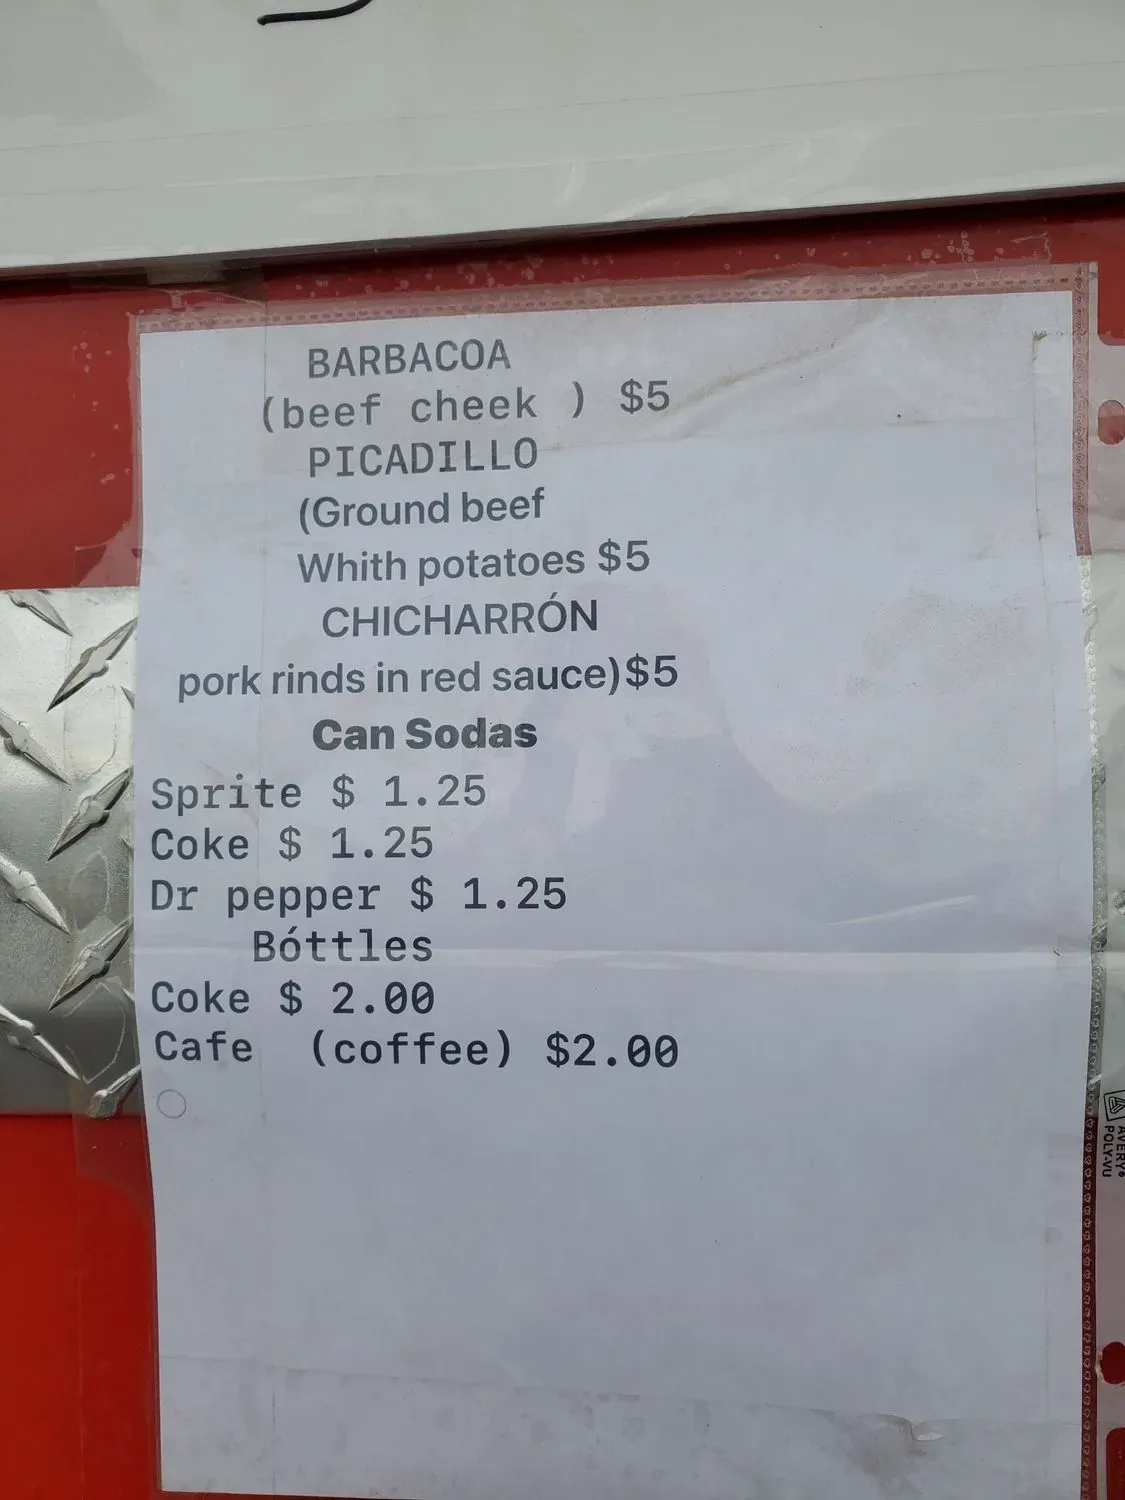 BARBACOA
(beef cheek ) $5
PICADILLO
(Ground beef
Whith potatoes $5
CHICHARRÓN
pork rinds in red sauce)$5
Can Sodas
Sprite $ 1.25
Coke $ 1.25
Dr pepper $ 1.25
Bóttles
Coke $ 2.00
Cafe (coffee) $2.00
AVERY®
POLY-VU